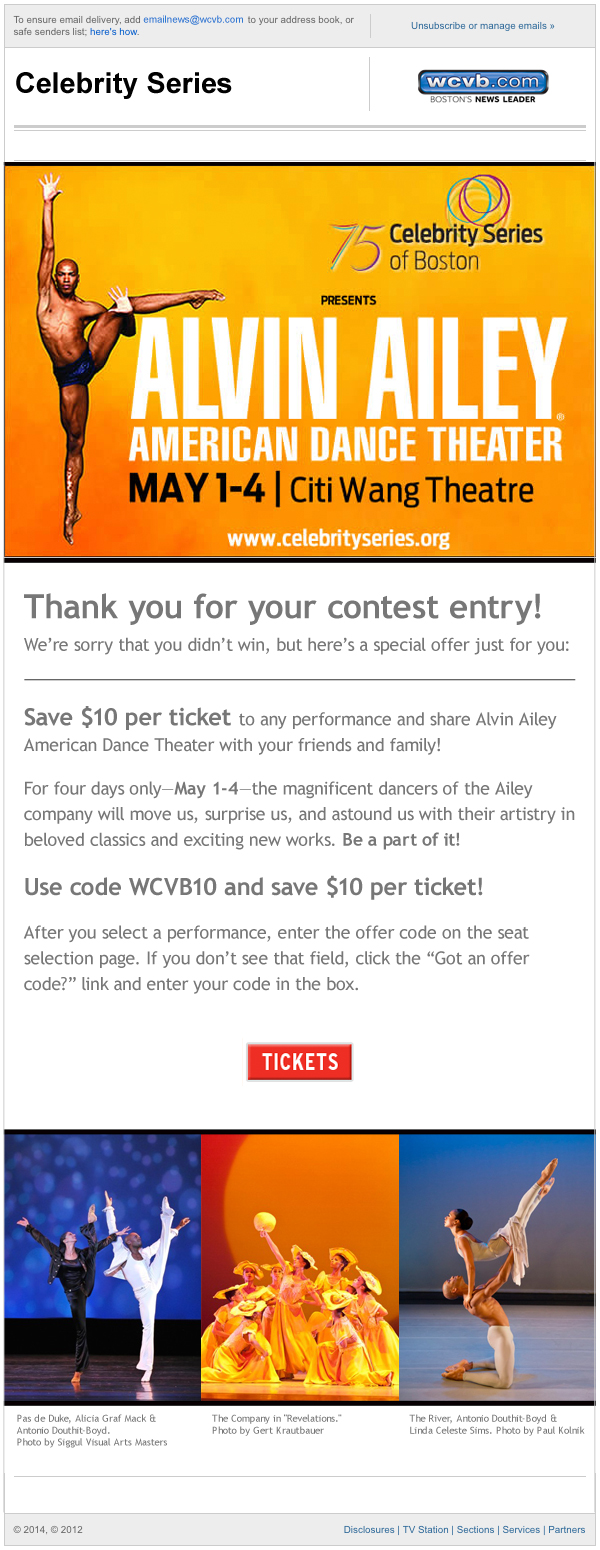 To ensure email delivery, add emailnews@wcvb.com to your address book, or
safe senders list; here's how.
Unsubscribe or manage emails »
Celebrity Series
wcvb.com
BOSTON'S NEWS LEADER
75 Celebrity Series
of Boston
PRESENTS
ALVIN AILEY®
AMERICAN DANCE THEATER
MAY 1-4 | Citi Wang Theatre
www.celebrityseries.org
Thank you for your contest entry!
We're sorry that you didn't win, but here's a special offer just for you:
Save $10 per ticket to any performance and share Alvin Ailey
American Dance Theater with your friends and family!
For four days only—May 1-4—the magnificent dancers of the Ailey
company will move us, surprise us, and astound us with their artistry in
beloved classics and exciting new works. Be a part of it!
Use code WCVB10 and save $10 per ticket!
After you select a performance, enter the offer code on the seat
selection page. If you don't see that field, click the “Got an offer
code?” link and enter your code in the box.
TICKETS
Pas de Duke, Alicia Graf Mack &
Antonio Douthit-Boyd.
Photo by Siggul Visual Arts Masters
The Company in "Revelations."
Photo by Gert Krautbauer
The River, Antonio Douthit-Boyd &
Linda Celeste Sims. Photo by Paul Kolnik
© 2014, © 2012
Disclosures | TV Station | Sections | Services | Partners